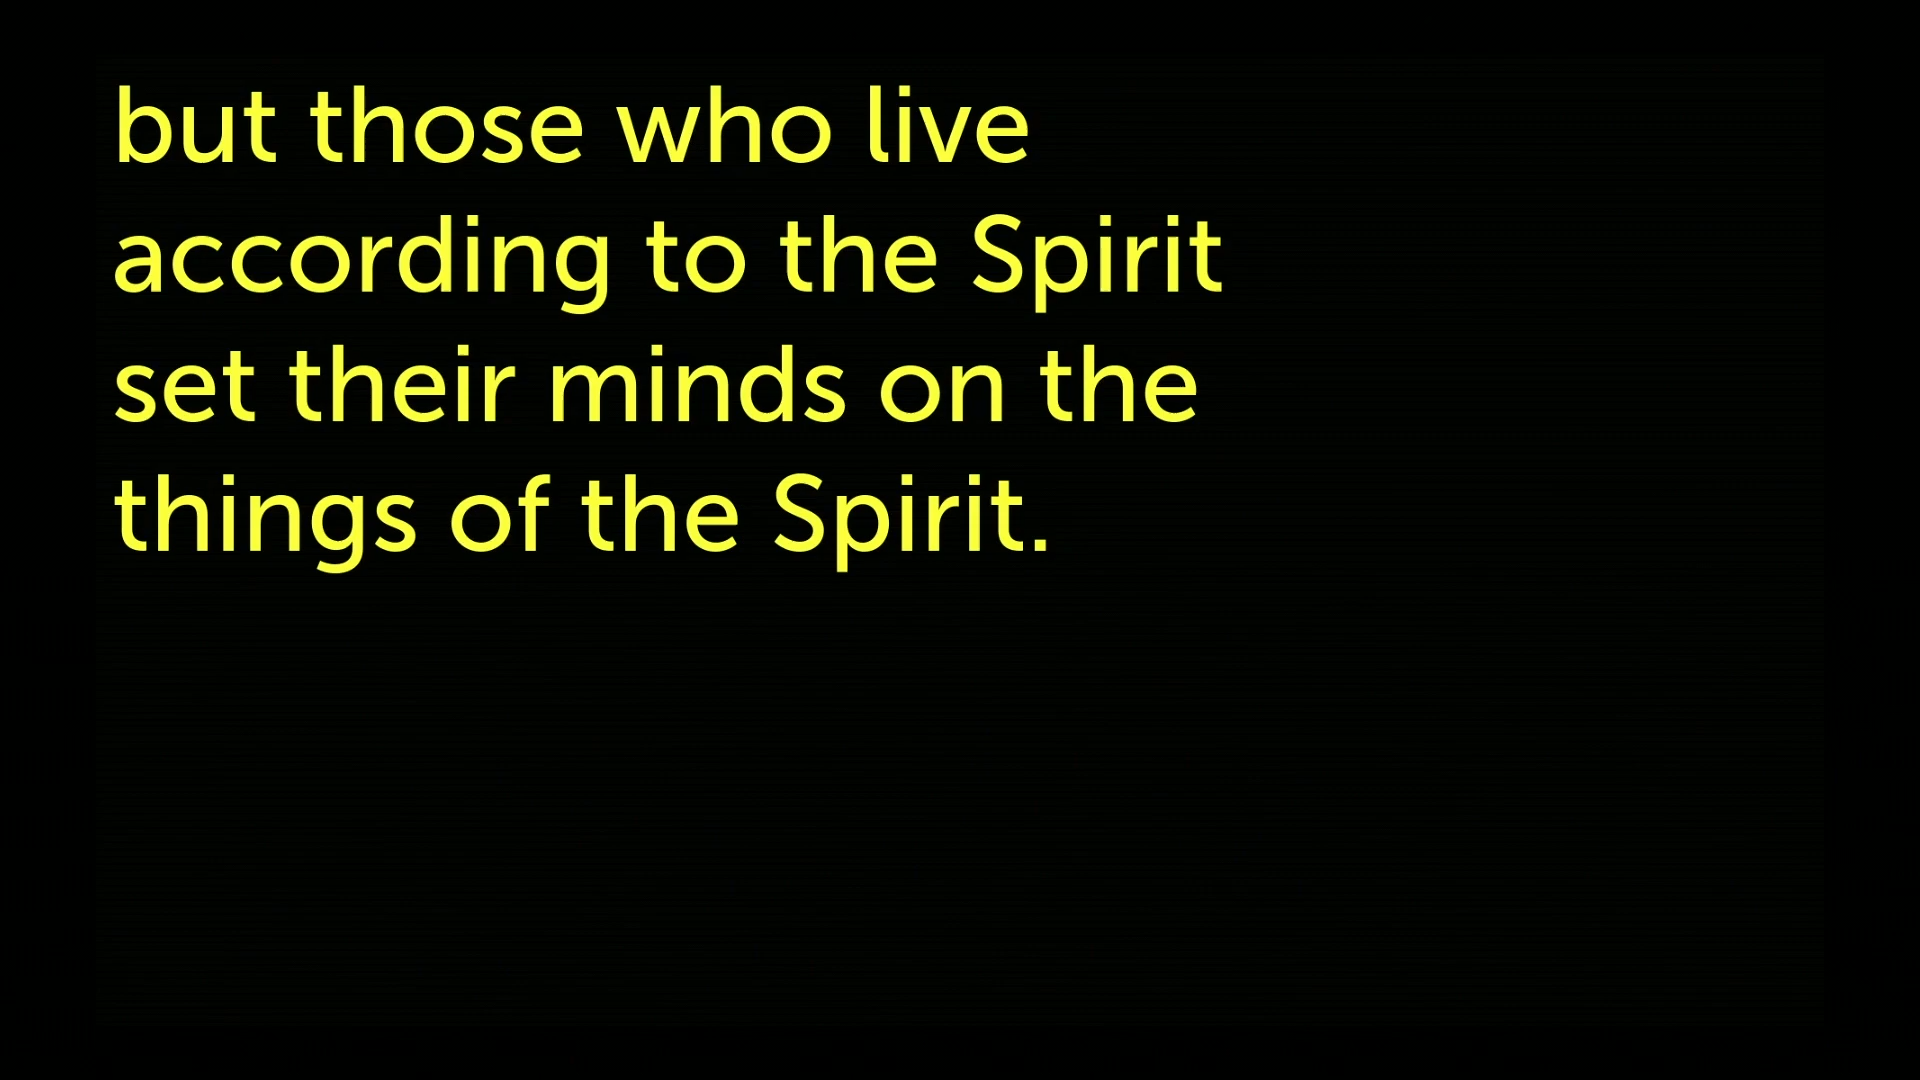 but those who live
according to the Spirit
set their minds on the
things of the Spirit.